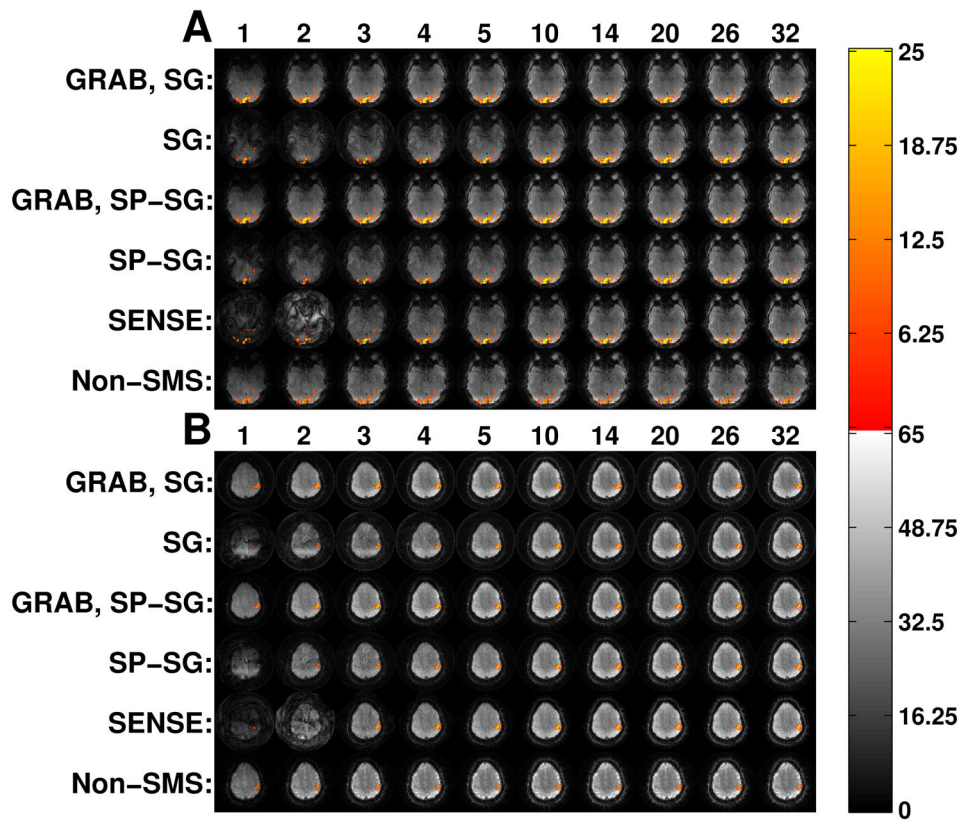 A 1 2 3 4 5 10 14 20 26 32
GRAB, SG:
SG:
GRAB, SP-SG:
SP-SG:
SENSE:
Non-SMS:
B 1 2 3 4 5 10 14 20 26 32
GRAB, SG:
SG:
GRAB, SP-SG:
SP-SG:
SENSE:
Non-SMS:
25
18.75
12.5
6.25
65
48.75
32.5
16.25
0